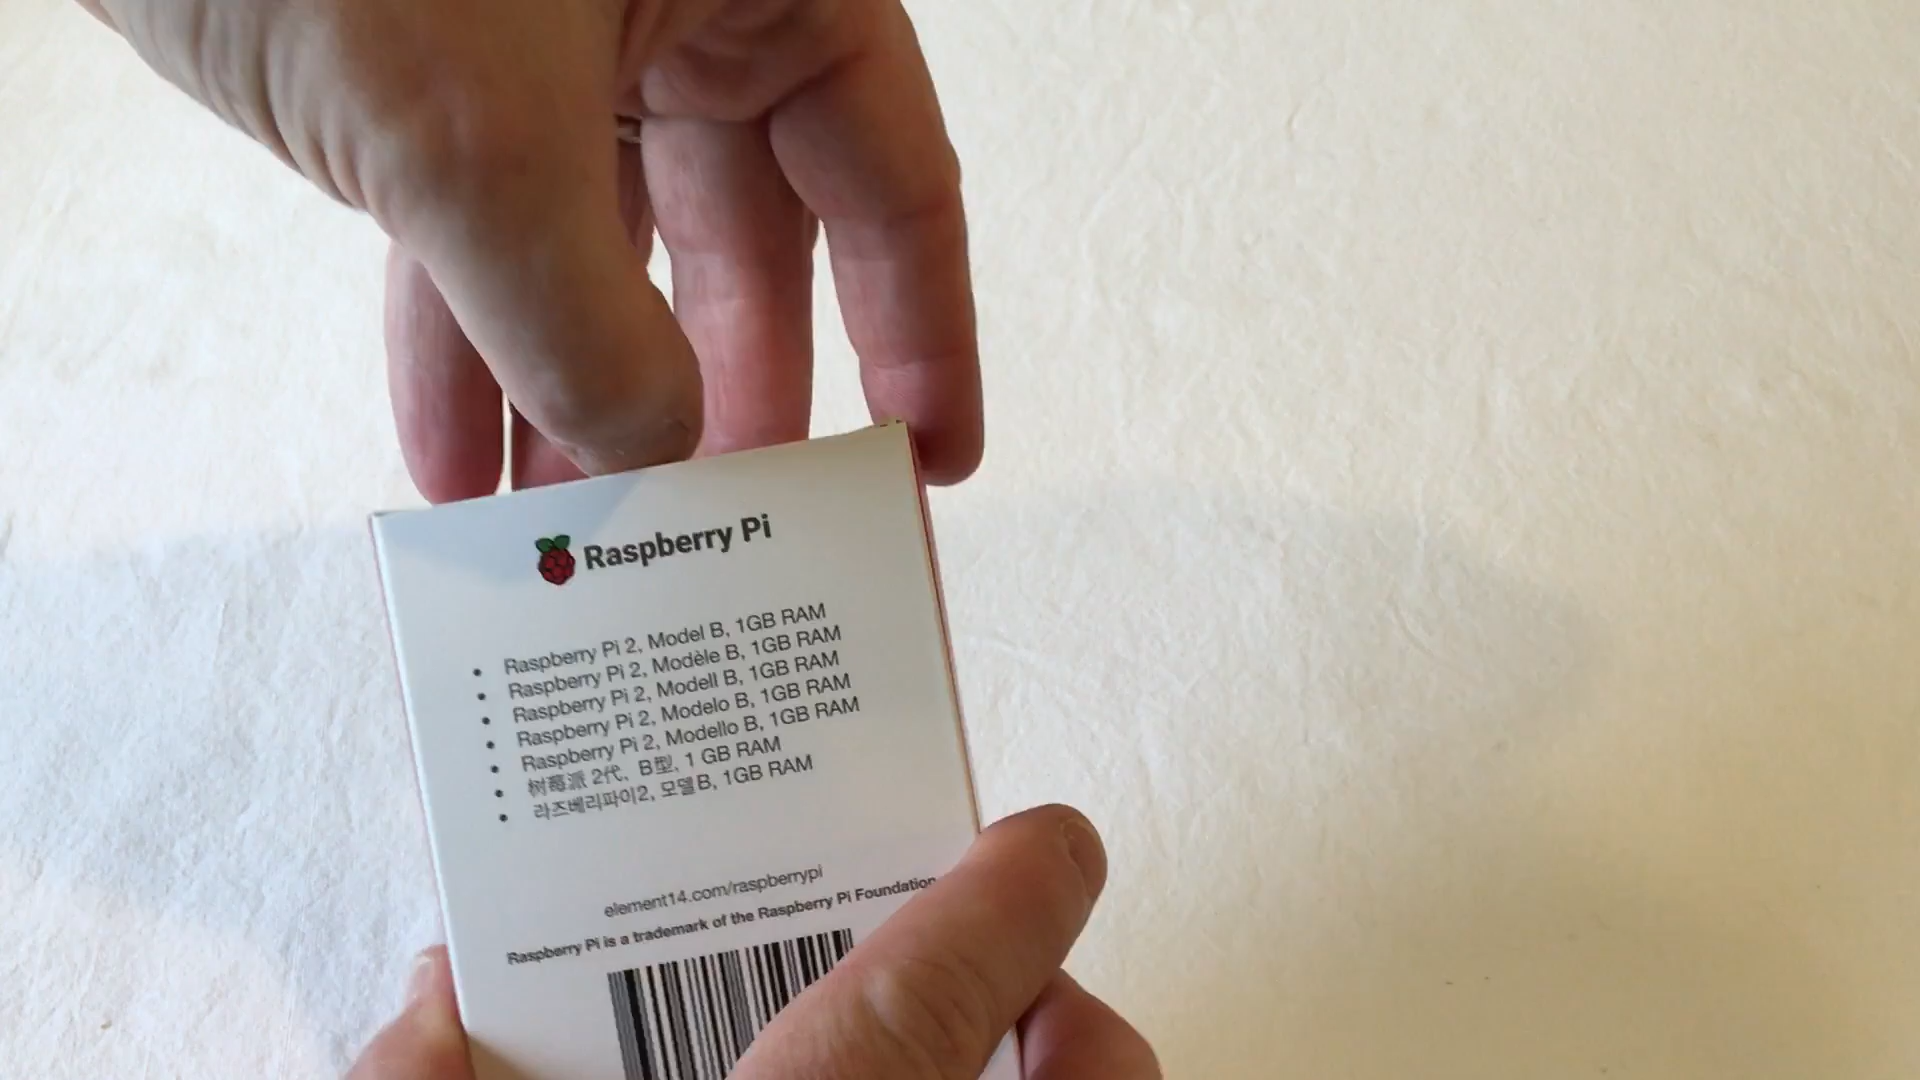 Raspberry Pi
• Raspberry Pi 2, Model B, 1GB RAM
• Raspberry Pi 2, Modèle B, 1GB RAM
• Raspberry Pi 2, Modell B, 1GB RAM
• Raspberry Pi 2, Modelo B, 1GB RAM
• Raspberry Pi 2, Modello B, 1GB RAM
• 树莓派 2代, B型, 1 GB RAM
• 라즈베리파이2, 모델B, 1GB RAM
element14.com/raspberrypi
Raspberry Pi is a trademark of the Raspberry Pi Foundation